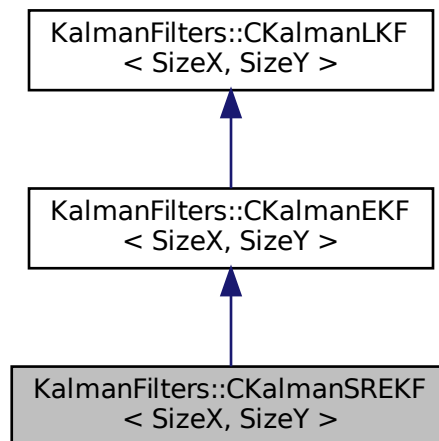 KalmanFilters::CKalmanLKF
< SizeX, SizeY >
KalmanFilters::CKalmanEKF
< SizeX, SizeY >
KalmanFilters::CKalmanSREKF
< SizeX, SizeY >